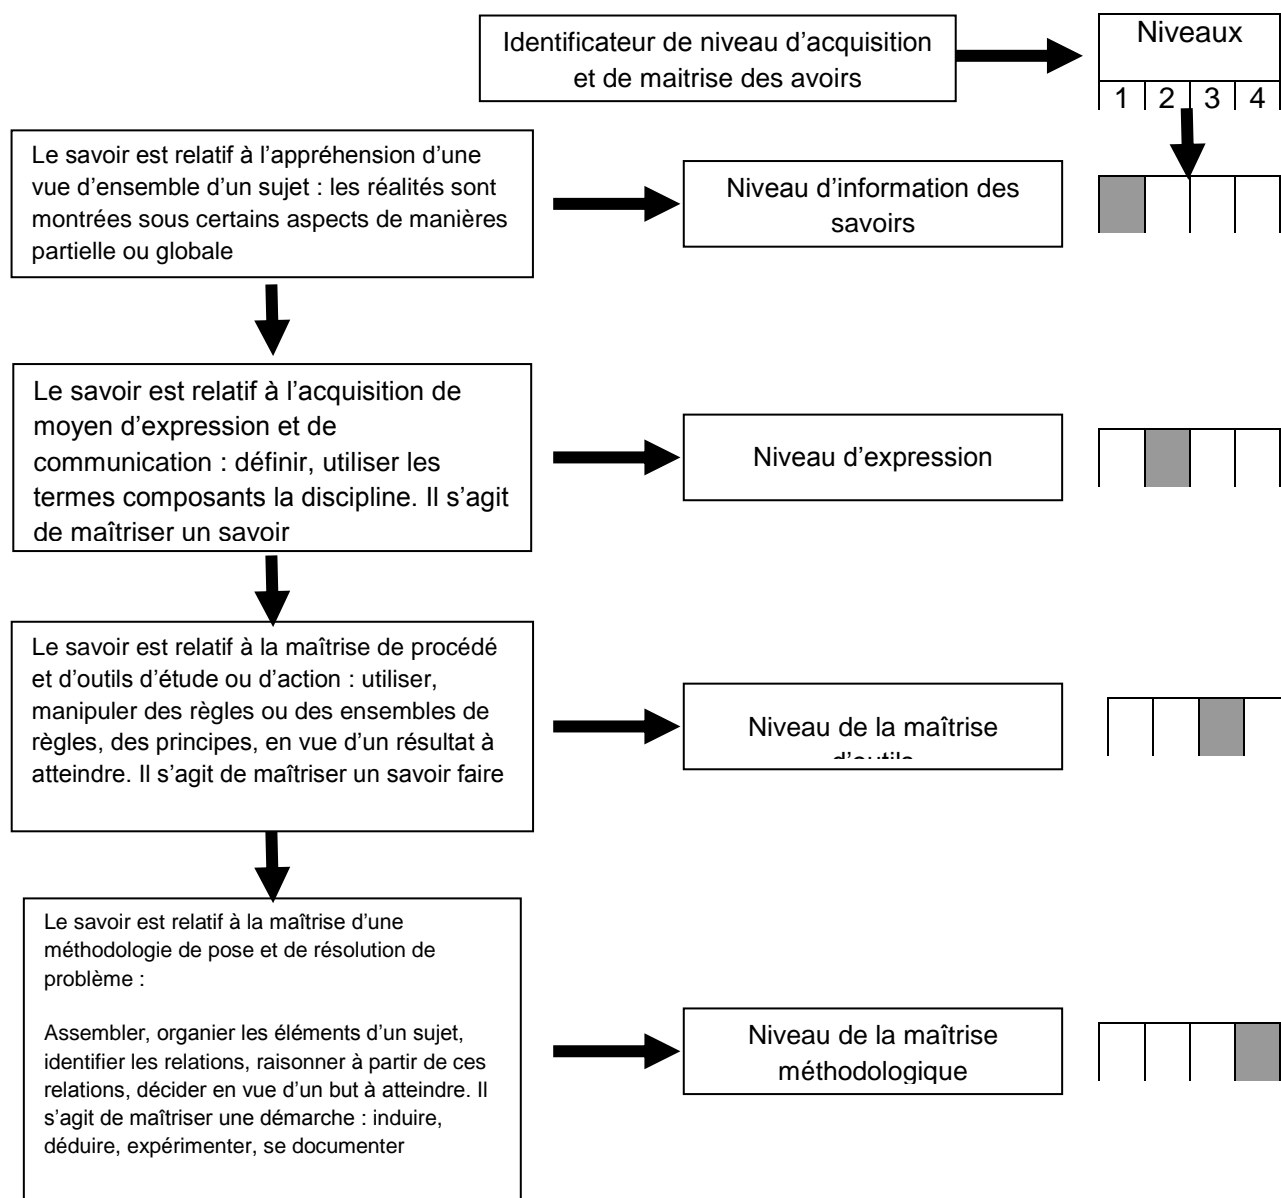 Identificateur de niveau d’acquisition
et de maitrise des avoirs
Niveaux
1 2 3 4
Le savoir est relatif à l’appréhension d’une
vue d’ensemble d’un sujet : les réalités sont
montrées sous certains aspects de manières
partielle ou globale
Niveau d’information des
savoirs
Le savoir est relatif à l’acquisition de
moyen d’expression et de
communication : définir, utiliser les
termes composants la discipline. Il s’agit
de maîtriser un savoir
Niveau d’expression
Le savoir est relatif à la maîtrise de procédé
et d’outils d’étude ou d’action : utiliser,
manipuler des règles ou des ensembles de
règles, des principes, en vue d’un résultat à
atteindre. Il s’agit de maîtriser un savoir faire
Niveau de la maîtrise
d’outils
Le savoir est relatif à la maîtrise d’une
méthodologie de pose et de résolution de
problème :
Assembler, organier les éléments d’un sujet,
identifier les relations, raisonner à partir de ces
relations, décider en vue d’un but à atteindre. Il
s’agit de maîtriser une démarche : induire,
déduire, expérimenter, se documenter
Niveau de la maîtrise
méthodologique